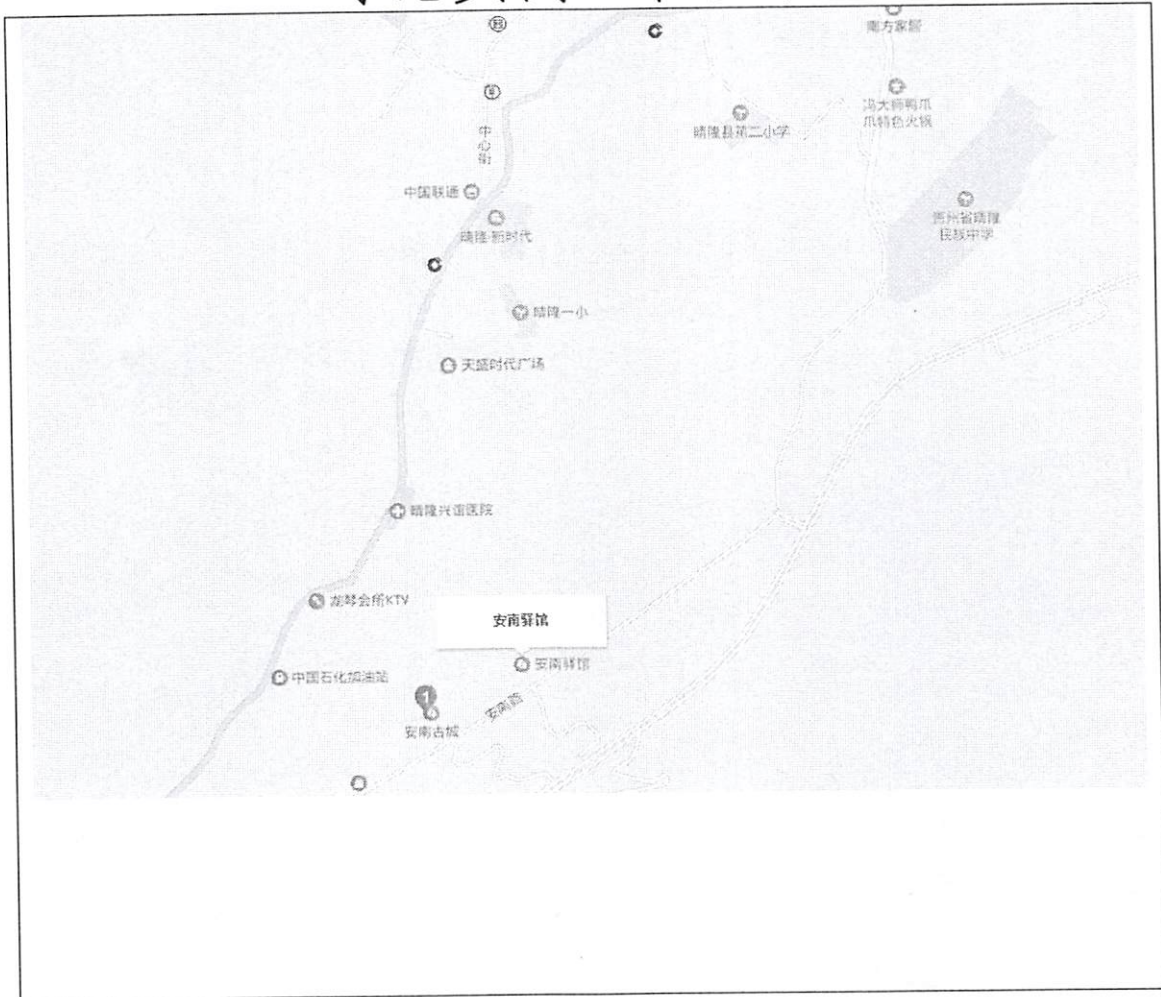 南方家私
冯大师鸭爪
爪特色火锅
晴隆县第二小学
中心街
中国联通
晴隆·新时代
贵州省晴隆
民族中学
晴隆一小
天盛时代广场
晴隆兴谊医院
龙琴会所KTV
安南驿馆
安南驿馆
中国石化加油站
1
安南路
安南古城